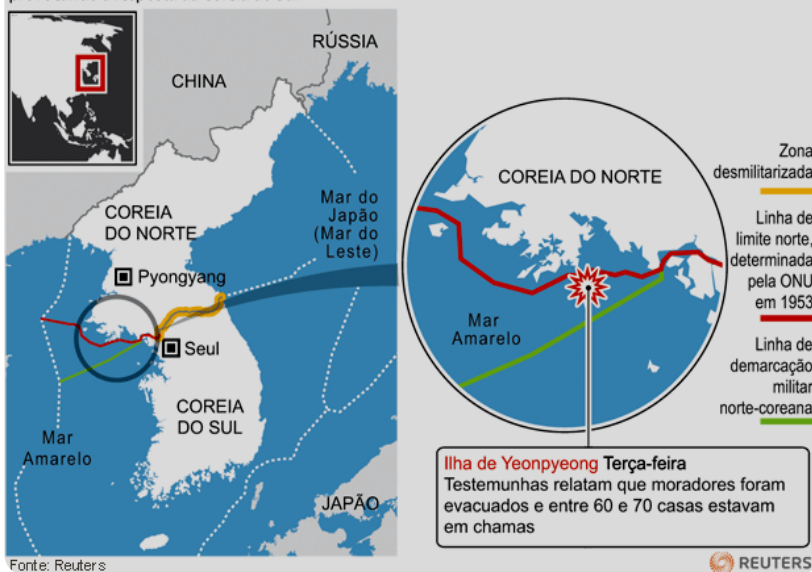 RÚSSIA
CHINA
COREIA
DO NORTE
Mar do
Japão
(Mar do
Leste)
Pyongyang
Seul
COREIA
DO SUL
Mar
Amarelo
JAPÃO
Fonte: Reuters
COREIA DO NORTE
Mar
Amarelo
Zona
desmilitarizada
Linha de
limite norte,
determinada
pela ONU
em 1953
Linha de
demarcação
militar
norte-coreana
Ilha de Yeonpyeong Terça-feira
Testemunhas relatam que moradores foram
evacuados e entre 60 e 70 casas estavam
em chamas
REUTERS